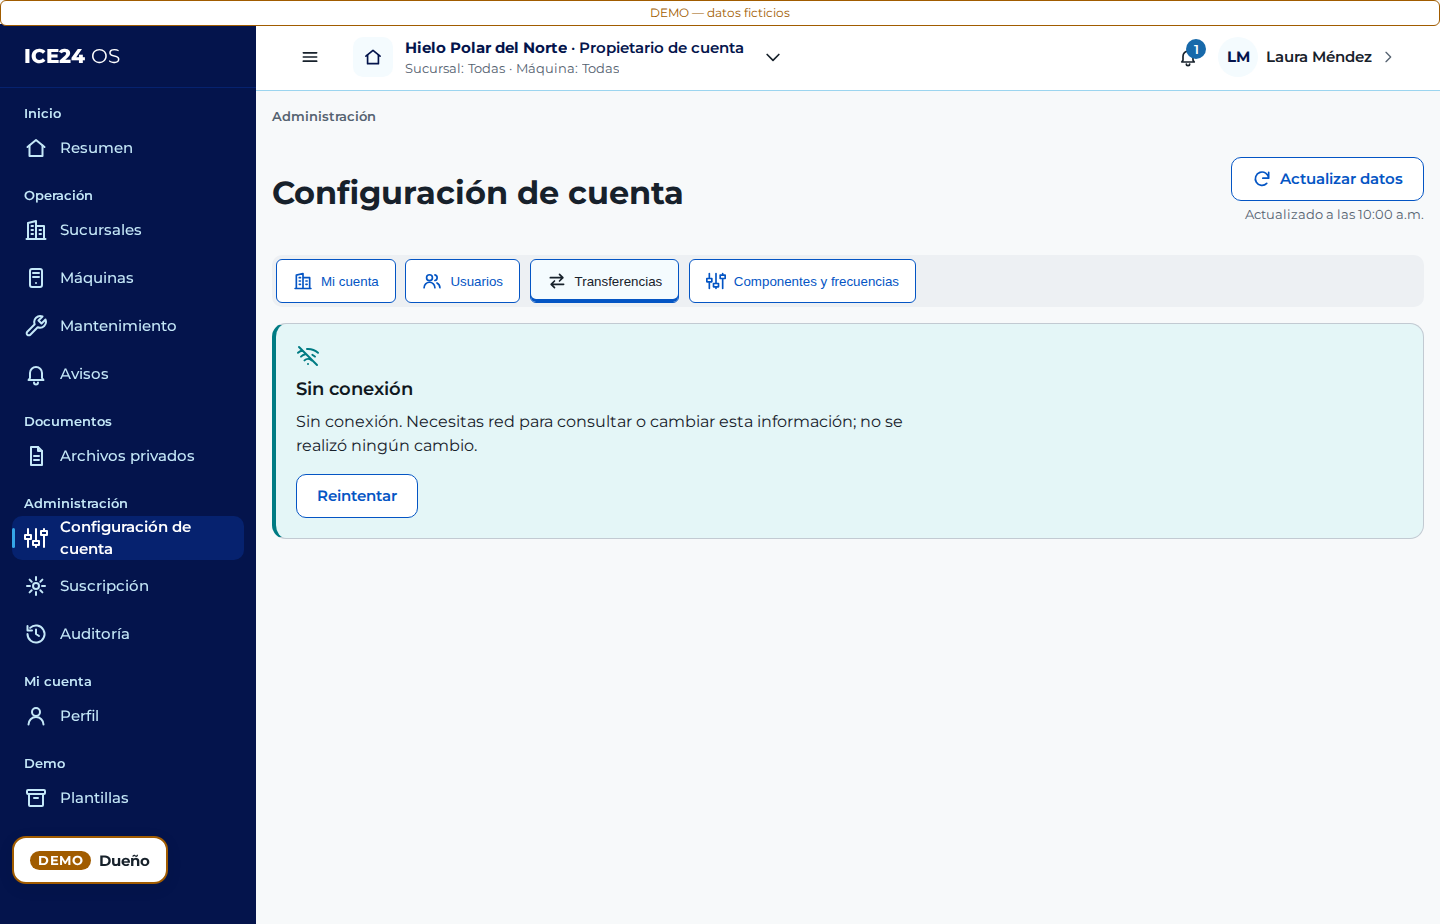 DEMO — datos ficticios
ICE24 OS
Inicio
Resumen
Operación
Sucursales
Máquinas
Mantenimiento
Avisos
Documentos
Archivos privados
Administración
Configuración de
cuenta
Suscripción
Auditoría
Mi cuenta
Perfil
Demo
Plantillas
DEMO Dueño
Hielo Polar del Norte · Propietario de cuenta
Sucursal: Todas · Máquina: Todas
1
LM Laura Méndez
Administración
Configuración de cuenta
Actualizar datos
Actualizado a las 10:00 a.m.
Mi cuenta
Usuarios
Transferencias
Componentes y frecuencias
Sin conexión
Sin conexión. Necesitas red para consultar o cambiar esta información; no se
realizó ningún cambio.
Reintentar